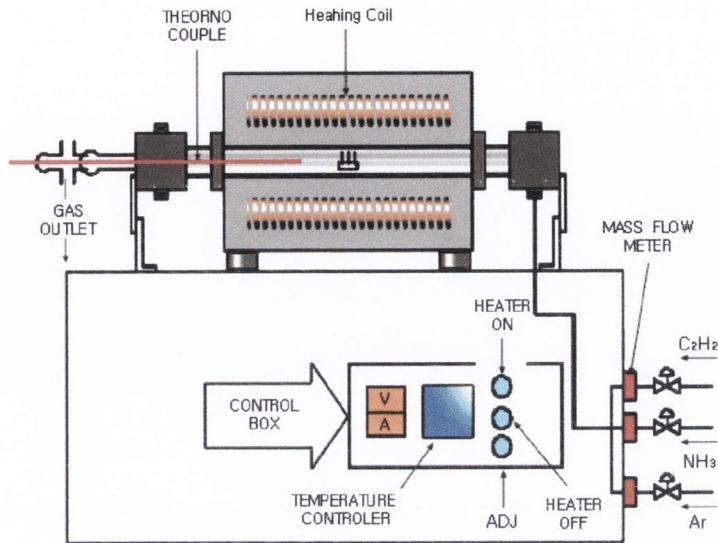 THEORNO
COUPLE
Heahing Coil
GAS
OUTLET
MASS FLOW
METER
HEATER
ON
C₂H₂
CONTROL
BOX
V
A
NH₃
TEMPERATURE
CONTROLER
ADJ
HEATER
OFF
Ar